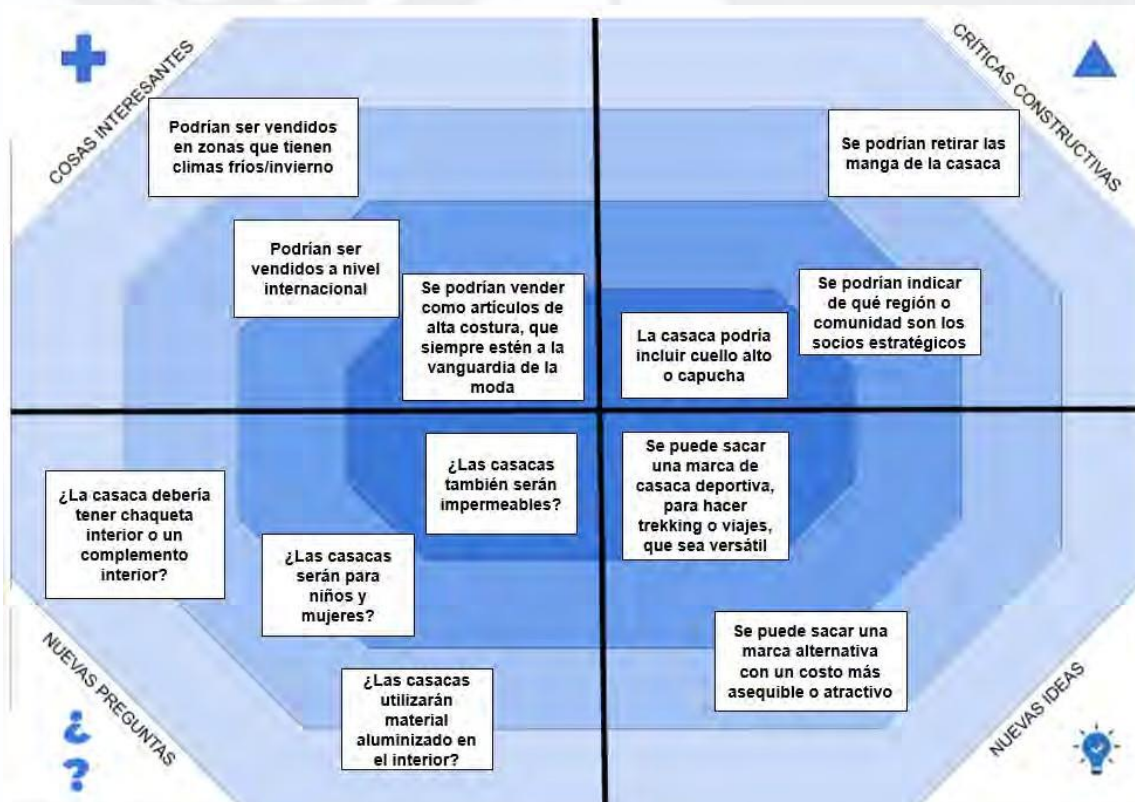 COSAS INTERESANTES
Podrían ser vendidos
en zonas que tienen
climas fríos/invierno
Podrían ser
vendidos a nivel
internacional
Se podrían vender
como artículos de
alta costura, que
siempre estén a la
vanguardia de la
moda
CRÍTICAS CONSTRUCTIVAS
Se podrían retirar las
manga de la casaca
Se podrían indicar
de qué región o
comunidad son los
socios estratégicos
La casaca podría
incluir cuello alto
o capucha
¿Las casacas
también serán
impermeables?
¿La casaca debería
tener chaqueta
interior o un
complemento
interior?
¿Las casacas
serán para
niños y
mujeres?
¿Las casacas
utilizarán
material
aluminizado en
el interior?
NUEVAS PREGUNTAS
¿
?
Se puede sacar
una marca de
casaca deportiva,
para hacer
trekking o viajes,
que sea versátil
Se puede sacar una
marca alternativa
con un costo más
asequible o atractivo
NUEVAS IDEAS